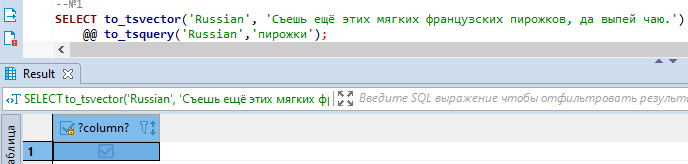 --№1
SELECT to_tsvector('Russian', 'Съешь ещё этих мягких французских пирожков, да выпей чаю.')
@@ to_tsquery('Russian','пирожки');
Result
SELECT to_tsvector('Russian', 'Съешь ещё этих мягких ф
Введите SQL выражение чтобы отфильтровать результа
?column?
1
аблица